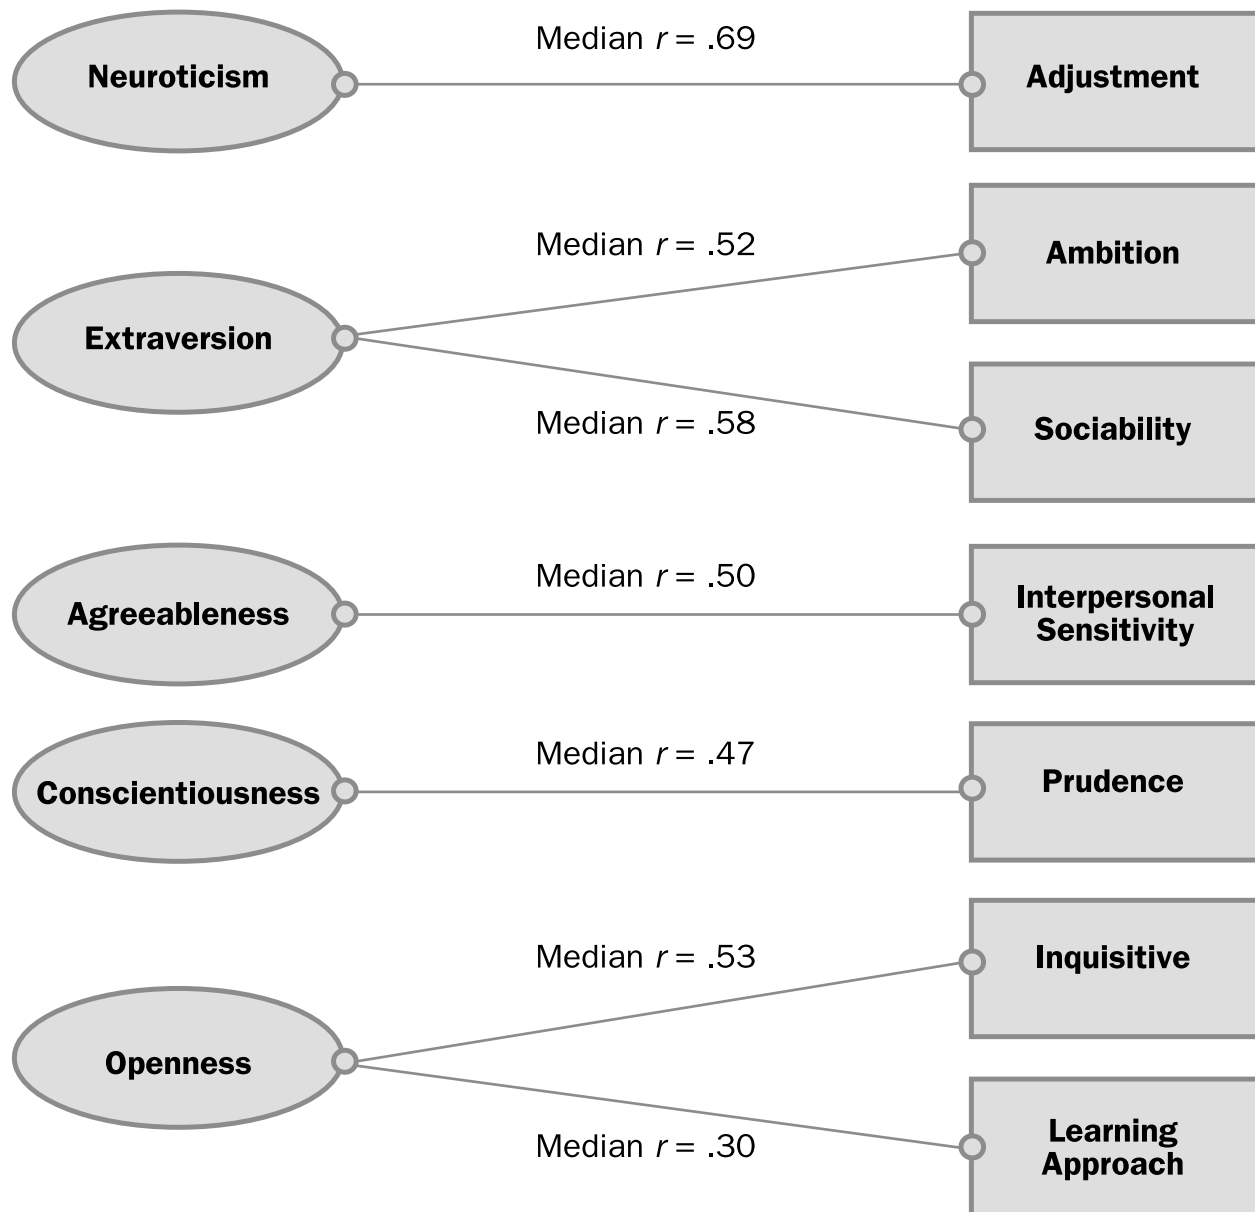 Neuroticism
Median r = .69
Adjustment
Median r = .52
Ambition
Extraversion
Median r = .58
Sociability
Agreeableness
Median r = .50
Interpersonal
Sensitivity
Conscientiousness
Median r = .47
Prudence
Median r = .53
Inquisitive
Openness
Median r = .30
Learning
Approach